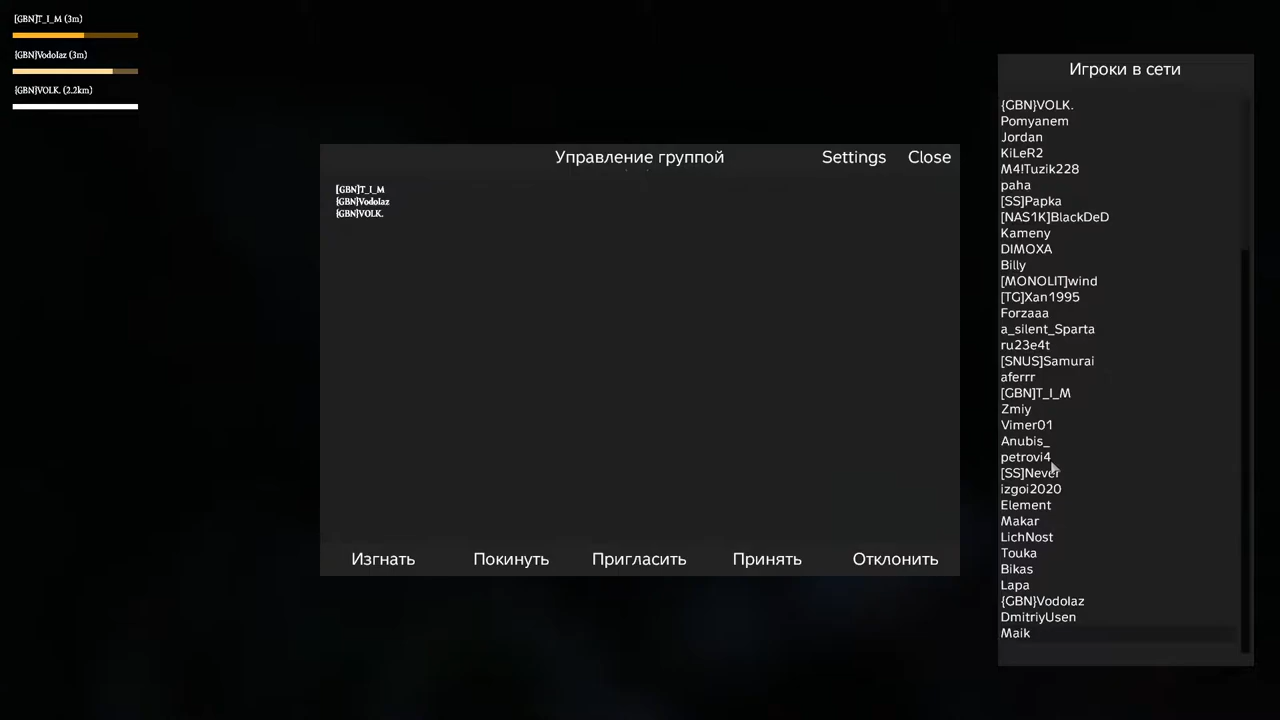 [GBN]T_I_M (3m)
{GBN}Vodolaz (3m)
{GBN}VOLK. (2.2km)
Управление группой
Settings
Close
[GBN]T_I_M
{GBN}Vodolaz
{GBN}VOLK.
Изгнать
Покинуть
Пригласить
Принять
Отклонить
Игроки в сети
{GBN}VOLK.
Pomyanem
Jordan
KiLeR2
M4!Tuzik228
paha
[SS]Papka
[NAS1K]BlackDeD
Kameny
DIMOXA
Billy
[MONOLIT]wind
[TG]Xan1995
Forzaaa
a_silent_Sparta
ru23e4t
[SNUS]Samurai
aferrr
[GBN]T_I_M
Zmiy
Vimer01
Anubis_
petrovi4
[SS]Never
izgoi2020
Element
Makar
LichNost
Touka
Bikas
Lapa
{GBN}Vodolaz
DmitriyUsen
Maik